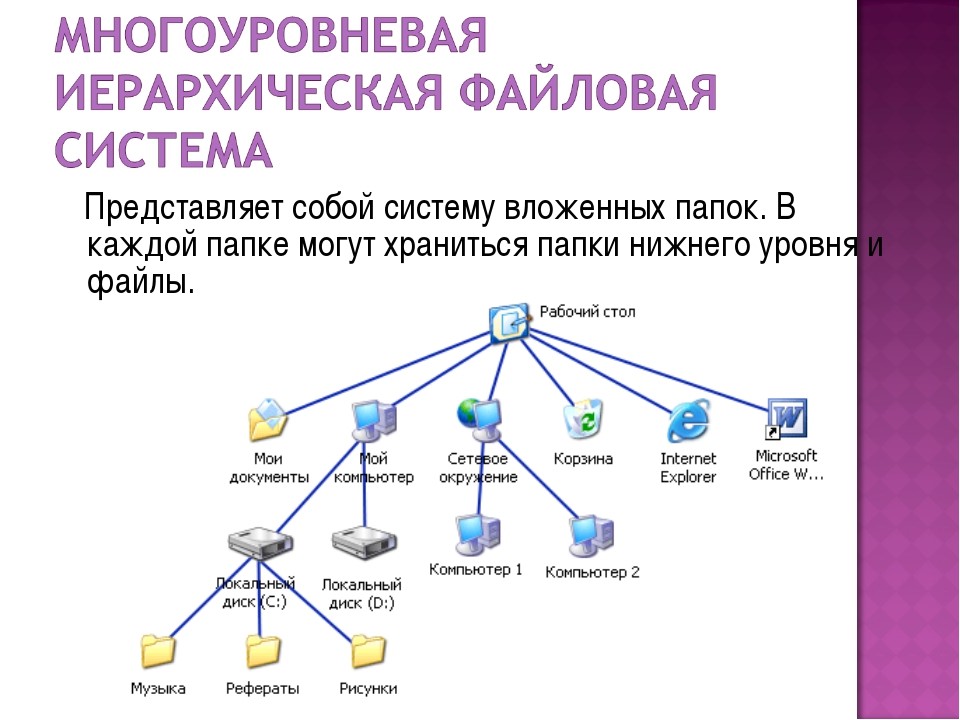 МНОГОУРОВНЕВАЯ
ИЕРАРХИЧЕСКАЯ ФАЙЛОВАЯ
СИСТЕМА
Представляет собой систему вложенных папок. В
каждой папке могут храниться папки нижнего уровня и
файлы.
Рабочий стол
Мои
документы
Мой
компьютер
Сетевое
окружение
Корзина
Internet
Explorer
Microsoft
Office W...
Локальный
диск (C:)
Локальный
диск (D:)
Компьютер 1
Компьютер 2
Музыка
Рефераты
Рисунки